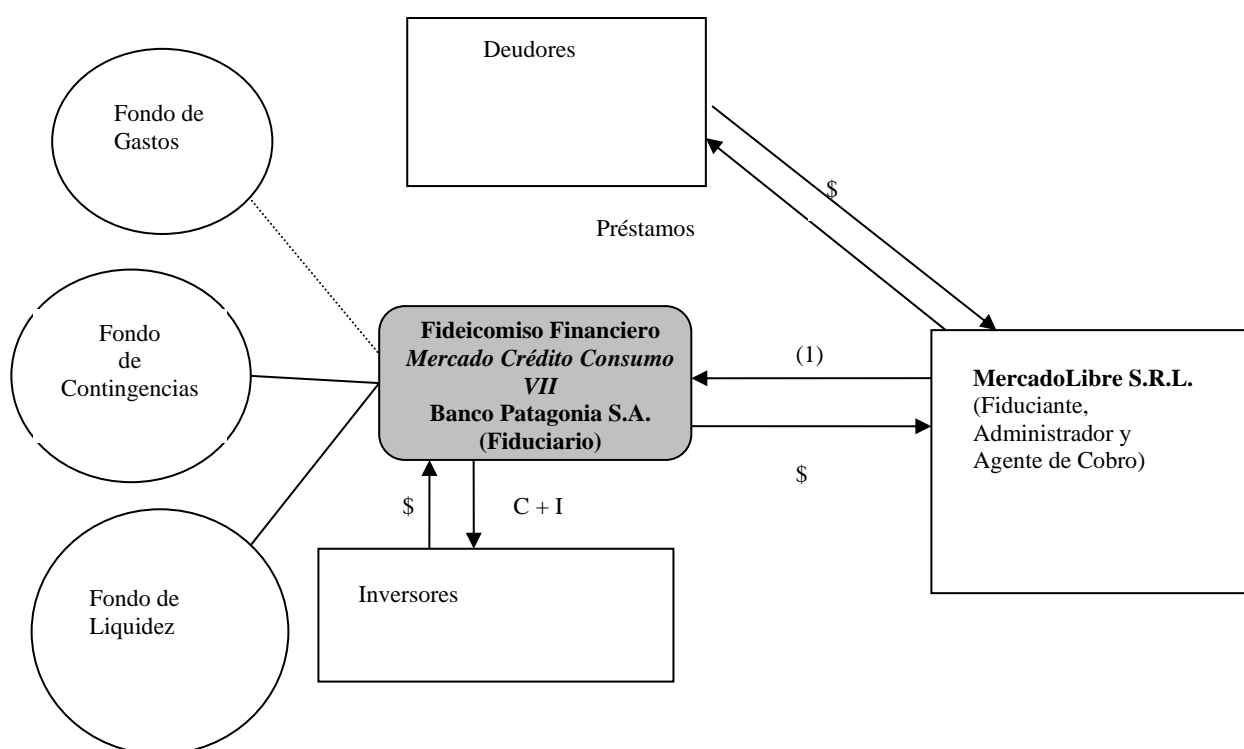 Deudores
Fondo de
Gastos
$
Préstamos
Fondo
de
Contingencias
Fideicomiso Financiero
Mercado Crédito Consumo
VII
Banco Patagonia S.A.
(Fiduciario)
(1)
MercadoLibre S.R.L.
(Fiduciante,
Administrador y
Agente de Cobro)
$
$
C + I
Inversores
Fondo de
Liquidez